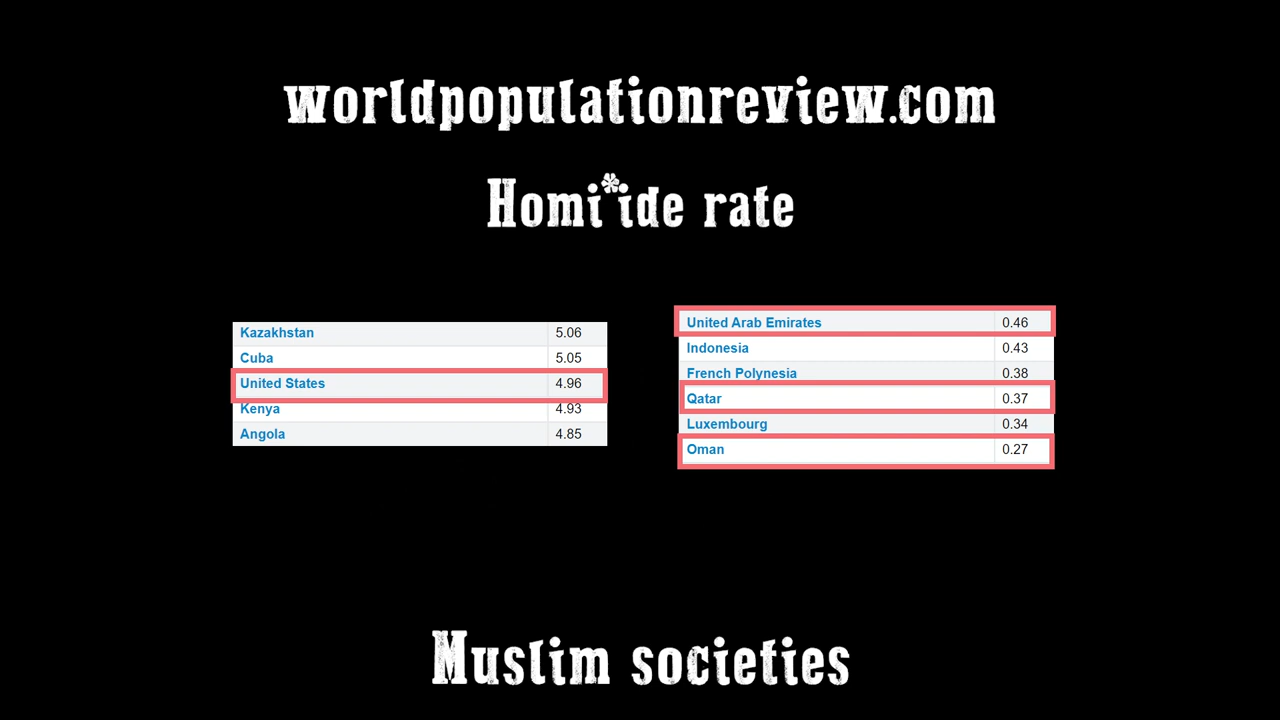 worldpopulationreview.com
Homi*ide rate
Kazakhstan 5.06
Cuba 5.05
United States 4.96
Kenya 4.93
Angola 4.85
United Arab Emirates 0.46
Indonesia 0.43
French Polynesia 0.38
Qatar 0.37
Luxembourg 0.34
Oman 0.27
Muslim societies